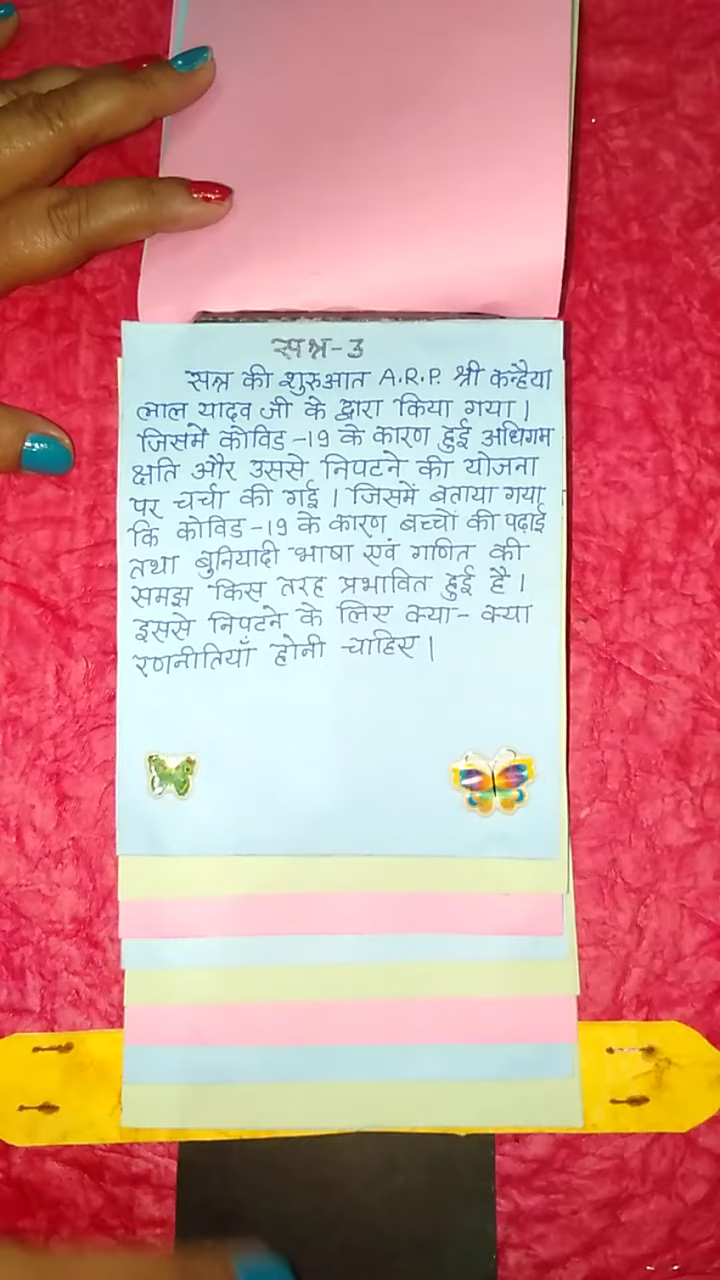 सत्र-3
सत्र की शुरुआत A.R.P. श्री कन्हैया
लाल यादव जी के द्वारा किया गया।
जिसमें कोविड-19 के कारण हुई अधिगम
क्षति और उससे निपटने की योजना
पर चर्चा की गई। जिसमें बताया गया
कि कोविड-19 के कारण बच्चों की पढ़ाई
तथा बुनियादी भाषा एवं गणित की
समझ किस तरह प्रभावित हुई है।
इससे निपटने के लिए क्या-क्या
रणनीतियाँ होनी चाहिए।